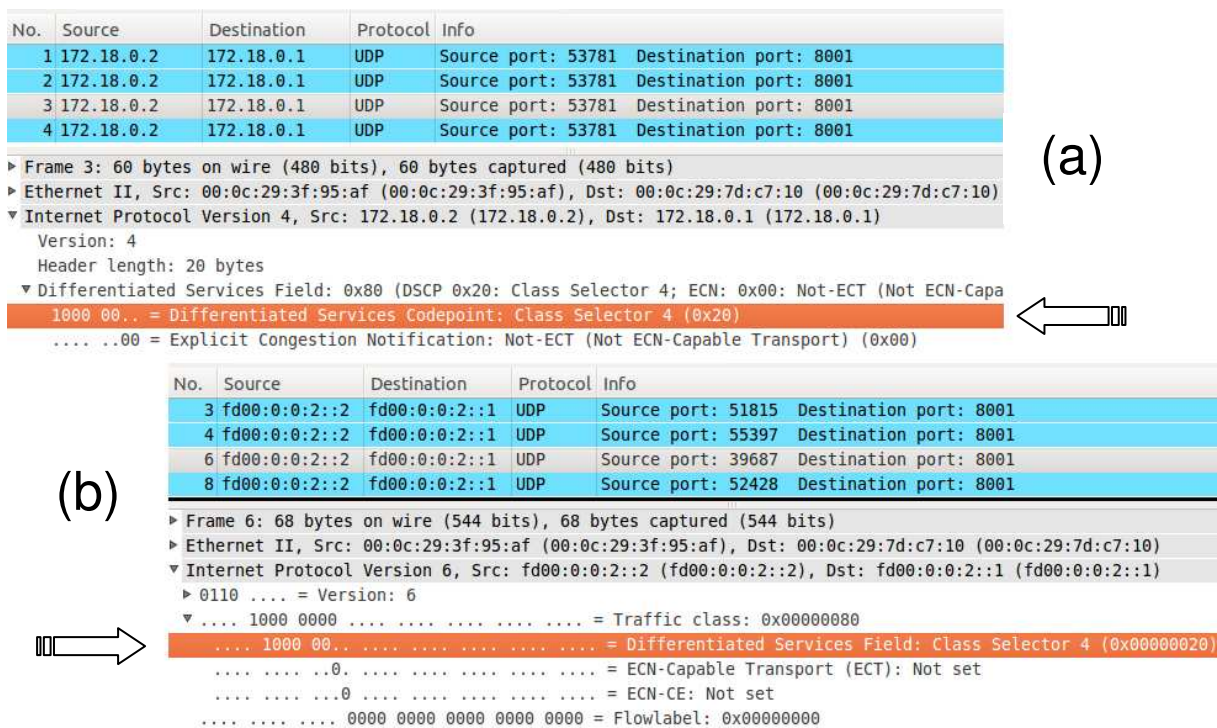 No. Source Destination Protocol Info
1 172.18.0.2 172.18.0.1 UDP Source port: 53781 Destination port: 8001
2 172.18.0.2 172.18.0.1 UDP Source port: 53781 Destination port: 8001
3 172.18.0.2 172.18.0.1 UDP Source port: 53781 Destination port: 8001
4 172.18.0.2 172.18.0.1 UDP Source port: 53781 Destination port: 8001
(a)
Frame 3: 60 bytes on wire (480 bits), 60 bytes captured (480 bits)
Ethernet II, Src: 00:0c:29:3f:95:af (00:0c:29:3f:95:af), Dst: 00:0c:29:7d:c7:10 (00:0c:29:7d:c7:10)
Internet Protocol Version 4, Src: 172.18.0.2 (172.18.0.2), Dst: 172.18.0.1 (172.18.0.1)
Version: 4
Header length: 20 bytes
Differentiated Services Field: 0x80 (DSCP 0x20: Class Selector 4; ECN: 0x00: Not-ECT (Not ECN-Capa
1000 00.. = Differentiated Services Codepoint: Class Selector 4 (0x20)
.... ..00 = Explicit Congestion Notification: Not-ECT (Not ECN-Capable Transport) (0x00)
No. Source Destination Protocol Info
3 fd00:0:0:2::2 fd00:0:0:2::1 UDP Source port: 51815 Destination port: 8001
4 fd00:0:0:2::2 fd00:0:0:2::1 UDP Source port: 55397 Destination port: 8001
6 fd00:0:0:2::2 fd00:0:0:2::1 UDP Source port: 39687 Destination port: 8001
8 fd00:0:0:2::2 fd00:0:0:2::1 UDP Source port: 52428 Destination port: 8001
(b)
Frame 6: 68 bytes on wire (544 bits), 68 bytes captured (544 bits)
Ethernet II, Src: 00:0c:29:3f:95:af (00:0c:29:3f:95:af), Dst: 00:0c:29:7d:c7:10 (00:0c:29:7d:c7:10)
Internet Protocol Version 6, Src: fd00:0:0:2::2 (fd00:0:0:2::2), Dst: fd00:0:0:2::1 (fd00:0:0:2::1)
0110 .... = Version: 6
.... 1000 0000 .... .... .... .... .... = Traffic class: 0x00000080
.... 1000 00.. .... .... .... .... .... = Differentiated Services Field: Class Selector 4 (0x00000020)
.... .... ..0. .... .... .... .... .... = ECN-Capable Transport (ECT): Not set
.... .... ...0 .... .... .... .... .... = ECN-CE: Not set
.... .... .... 0000 0000 0000 0000 0000 = Flowlabel: 0x00000000